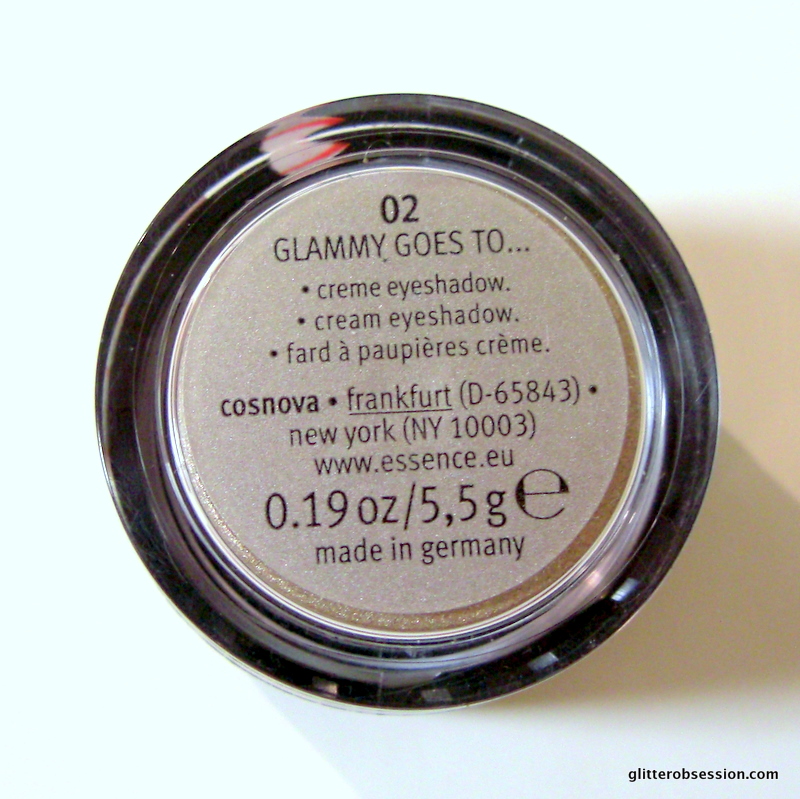 02
GLAMMY GOES TO...
• creme eyeshadow.
• cream eyeshadow.
• fard à paupières crème.
cosnova • frankfurt (D-65843) •
new york (NY 10003)
www.essence.eu
0.19 oz/5,5 g ℮
made in germany
glitterobsession.com